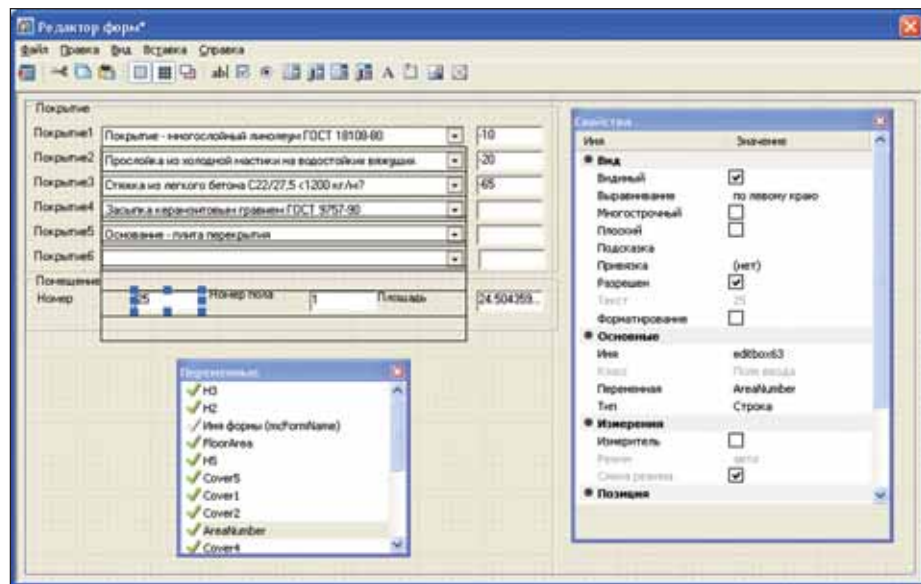 Редактор форм*
Файл Правка Вид Вставка Справка
Покрытие
Покрытие1 Покрытие - многослойный линолеум ГОСТ 18108-80 -10
Покрытие2 Прослойка из холодной мастики на водостойких вяжущих -20
Покрытие3 Стяжка из легкого бетона С22/27,5 <1200 кг/м? -65
Покрытие4 Засыпка керамзитовым гравием ГОСТ 9757-90
Покрытие5 Основание - плита перекрытия
Покрытие6
Помещение
Номер 25 Номер пола 1 Площадь 24.504359...
Переменные
H3
H2
Имя формы (mcFormName)
FloorArea
H5
Cover5
Cover1
Cover2
AreaNumber
Cover4
Свойства
Имя Значение
Вид
Видимый
Выравнивание по левому краю
Многострочный
Плоский
Подсказка
Привязка (нет)
Разрешен
Текст 25
Форматирование
Основные
Имя editbox63
Класс Поле ввода
Переменная AreaNumber
Тип Строка
Измерения
Измеритель
Режим авто
Смена режима
Позиция